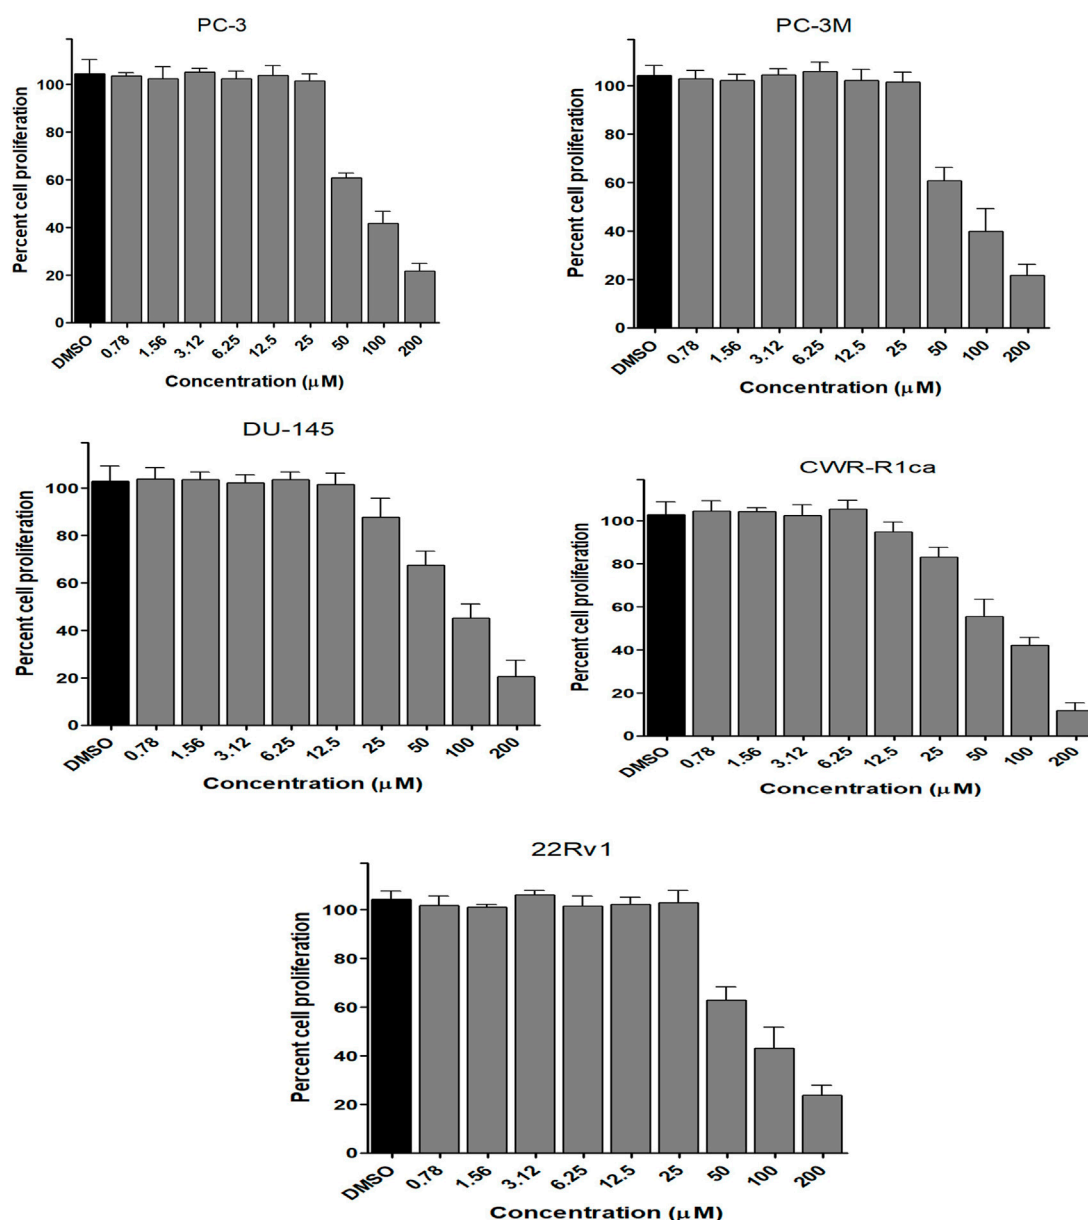 PC-3
Percent cell proliferation
100
80
60
40
20
0
DMSO 0.78 1.56 3.12 6.25 12.5 25 50 100 200
Concentration (μM)
PC-3M
Percent cell proliferation
100
80
60
40
20
0
DMSO 0.78 1.56 3.12 6.25 12.5 25 50 100 200
Concentration (μM)
DU-145
Percent cell proliferation
100
80
60
40
20
0
DMSO 0.78 1.56 3.12 6.25 12.5 25 50 100 200
Concentration (μM)
CWR-R1ca
Percent cell proliferation
100
80
60
40
20
0
DMSO 0.78 1.56 3.12 6.25 12.5 25 50 100 200
Concentration (μM)
22Rv1
Percent cell proliferation
100
80
60
40
20
0
DMSO 0.78 1.56 3.12 6.25 12.5 25 50 100 200
Concentration (μM)